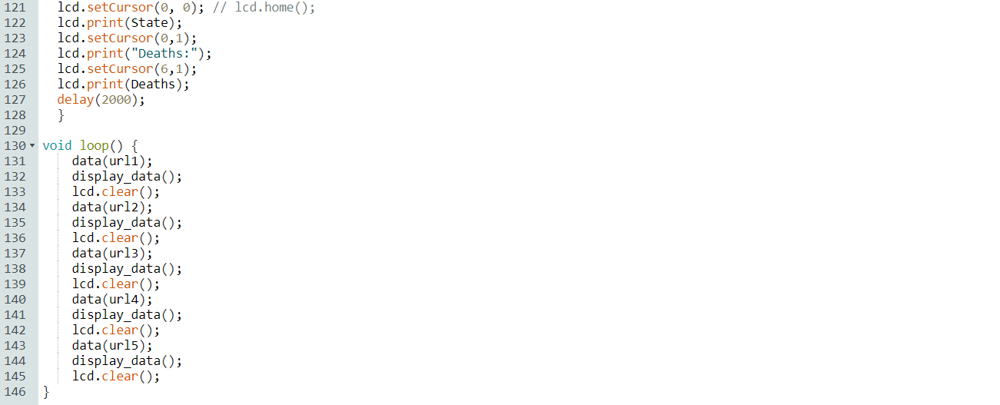 121 lcd.setCursor(0, 0); // lcd.home();
122 lcd.print(State);
123 lcd.setCursor(0,1);
124 lcd.print("Deaths:");
125 lcd.setCursor(6,1);
126 lcd.print(Deaths);
127 delay(2000);
128 }
129
130 void loop() {
131 data(url1);
132 display_data();
133 lcd.clear();
134 data(url2);
135 display_data();
136 lcd.clear();
137 data(url3);
138 display_data();
139 lcd.clear();
140 data(url4);
141 display_data();
142 lcd.clear();
143 data(url5);
144 display_data();
145 lcd.clear();
146 }